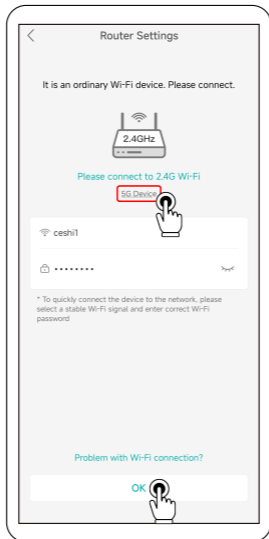 Router Settings
It is an ordinary Wi-Fi device. Please connect.
2.4GHz
Please connect to 2.4G Wi-Fi
5G Device
ceshi1
••••••••
* To quickly connect the device to the network, please
select a stable Wi-Fi signal and enter correct Wi-Fi
password
Problem with Wi-Fi connection?
OK